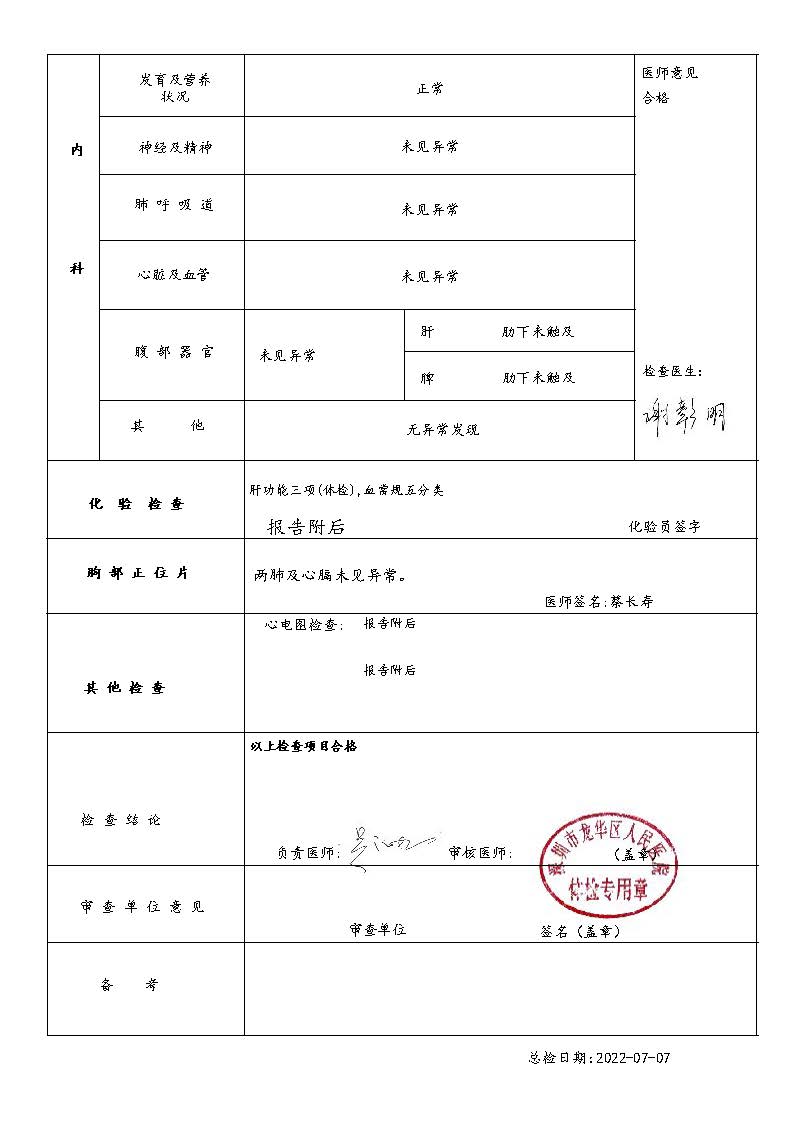 内
科
发育及营养
状况
正常
医师意见
合格
神经及精神
未见异常
肺 呼 吸 道
未见异常
心脏及血管
未见异常
腹 部 器 官
未见异常
肝 肋下未触及
脾 肋下未触及
检查医生:
其 他
无异常发现
化 验 检 查
肝功能三项(体检),血常规五分类
报告附后
化验员签字
胸 部 正 位 片
两肺及心膈未见异常。
医师签名:蔡长寿
其 他 检 查
心电图检查: 报告附后
报告附后
检 查 结 论
以上检查项目合格
负责医师: 审核医师: (盖章)
深圳市龙华区人民医院
体检专用章
审 查 单 位 意 见
审查单位 签名(盖章)
备 考
总检日期:2022-07-07